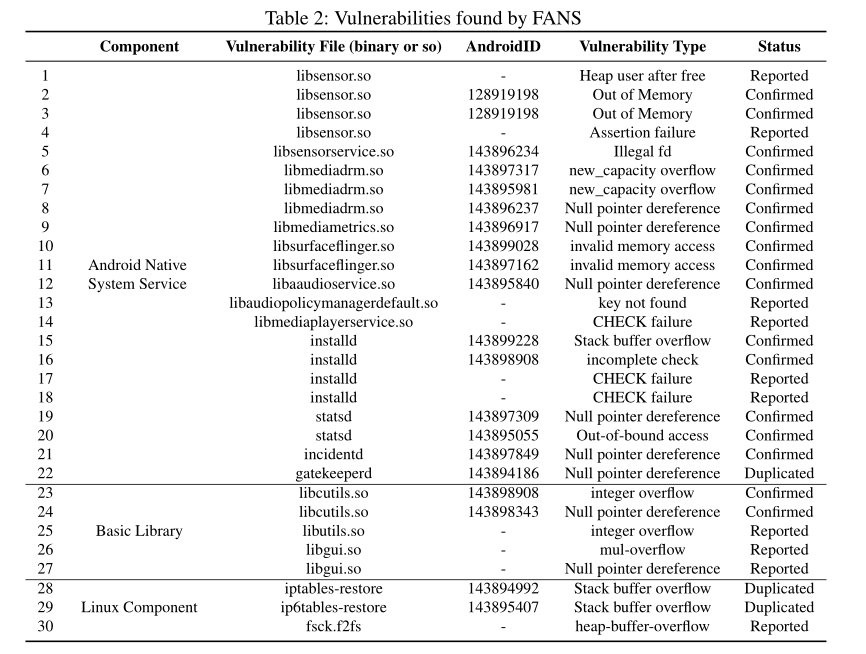 Table 2: Vulnerabilities found by FANS
Component Vulnerability File (binary or so) AndroidID Vulnerability Type Status
1 libsensor.so - Heap user after free Reported
2 libsensor.so 128919198 Out of Memory Confirmed
3 libsensor.so 128919198 Out of Memory Confirmed
4 libsensor.so - Assertion failure Reported
5 libsensorservice.so 143896234 Illegal fd Confirmed
6 libmediadrm.so 143897317 new_capacity overflow Confirmed
7 libmediadrm.so 143895981 new_capacity overflow Confirmed
8 libmediadrm.so 143896237 Null pointer dereference Confirmed
9 libmediametrics.so 143896917 Null pointer dereference Confirmed
10 libsurfaceflinger.so 143899028 invalid memory access Confirmed
11 Android Native libsurfaceflinger.so 143897162 invalid memory access Confirmed
12 System Service libaaudioservice.so 143895840 Null pointer dereference Confirmed
13 libaudiopolicymanagerdefault.so - key not found Reported
14 libmediaplayerservice.so - CHECK failure Reported
15 installd 143899228 Stack buffer overflow Confirmed
16 installd 143898908 incomplete check Confirmed
17 installd - CHECK failure Reported
18 installd - CHECK failure Reported
19 statsd 143897309 Null pointer dereference Confirmed
20 statsd 143895055 Out-of-bound access Confirmed
21 incidentd 143897849 Null pointer dereference Confirmed
22 gatekeeperd 143894186 Null pointer dereference Duplicated
23 libcutils.so 143898908 integer overflow Confirmed
24 libcutils.so 143898343 Null pointer dereference Confirmed
25 Basic Library libutils.so - integer overflow Reported
26 libgui.so - mul-overflow Reported
27 libgui.so - Null pointer dereference Reported
28 iptables-restore 143894992 Stack buffer overflow Duplicated
29 Linux Component ip6tables-restore 143895407 Stack buffer overflow Duplicated
30 fsck.f2fs - heap-buffer-overflow Reported